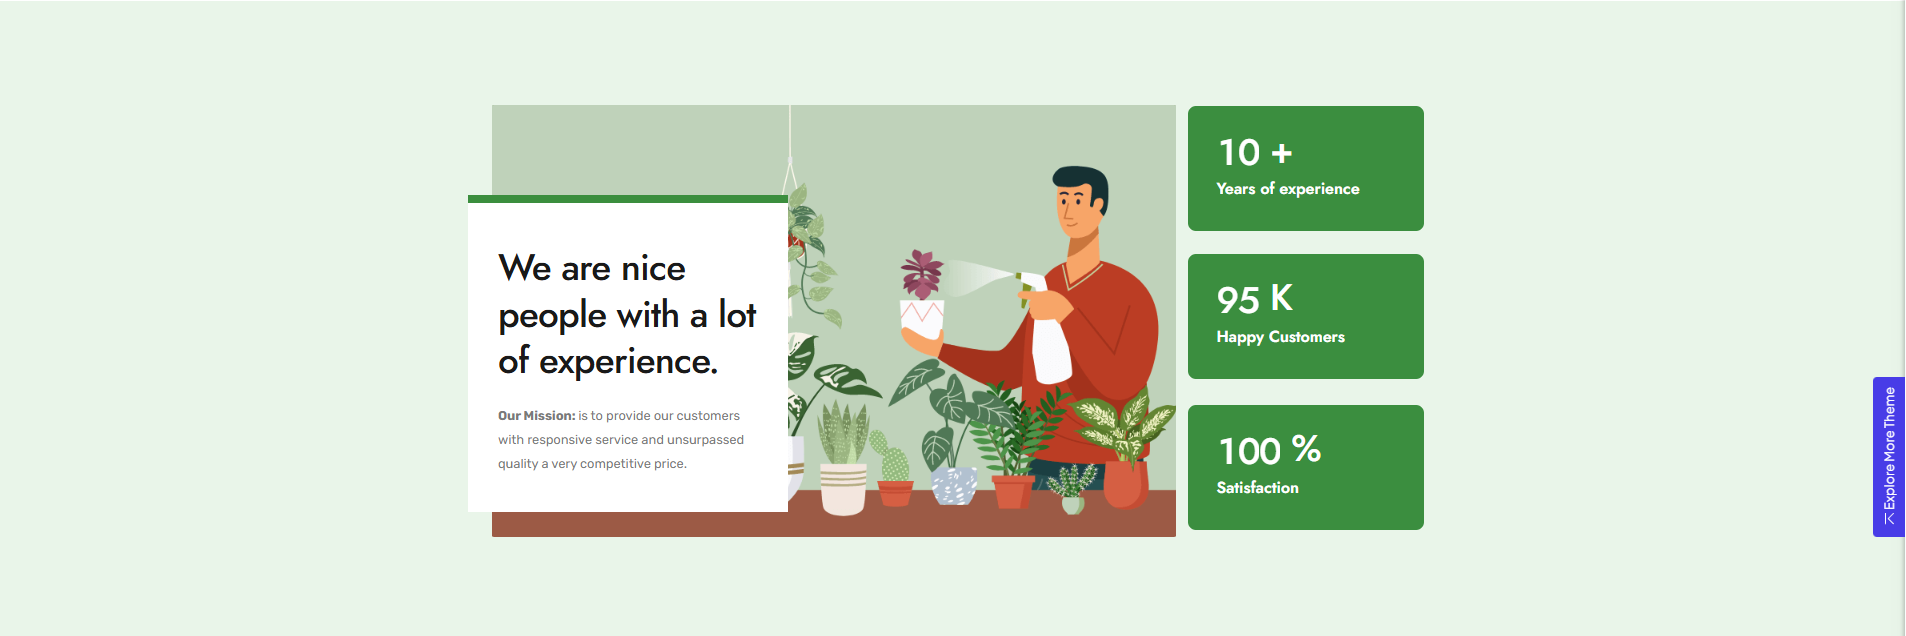 We are nice
people with a lot
of experience.
Our Mission: is to provide our customers
with responsive service and unsurpassed
quality a very competitive price.
10 +
Years of experience
95 K
Happy Customers
100 %
Satisfaction
Explore More Theme